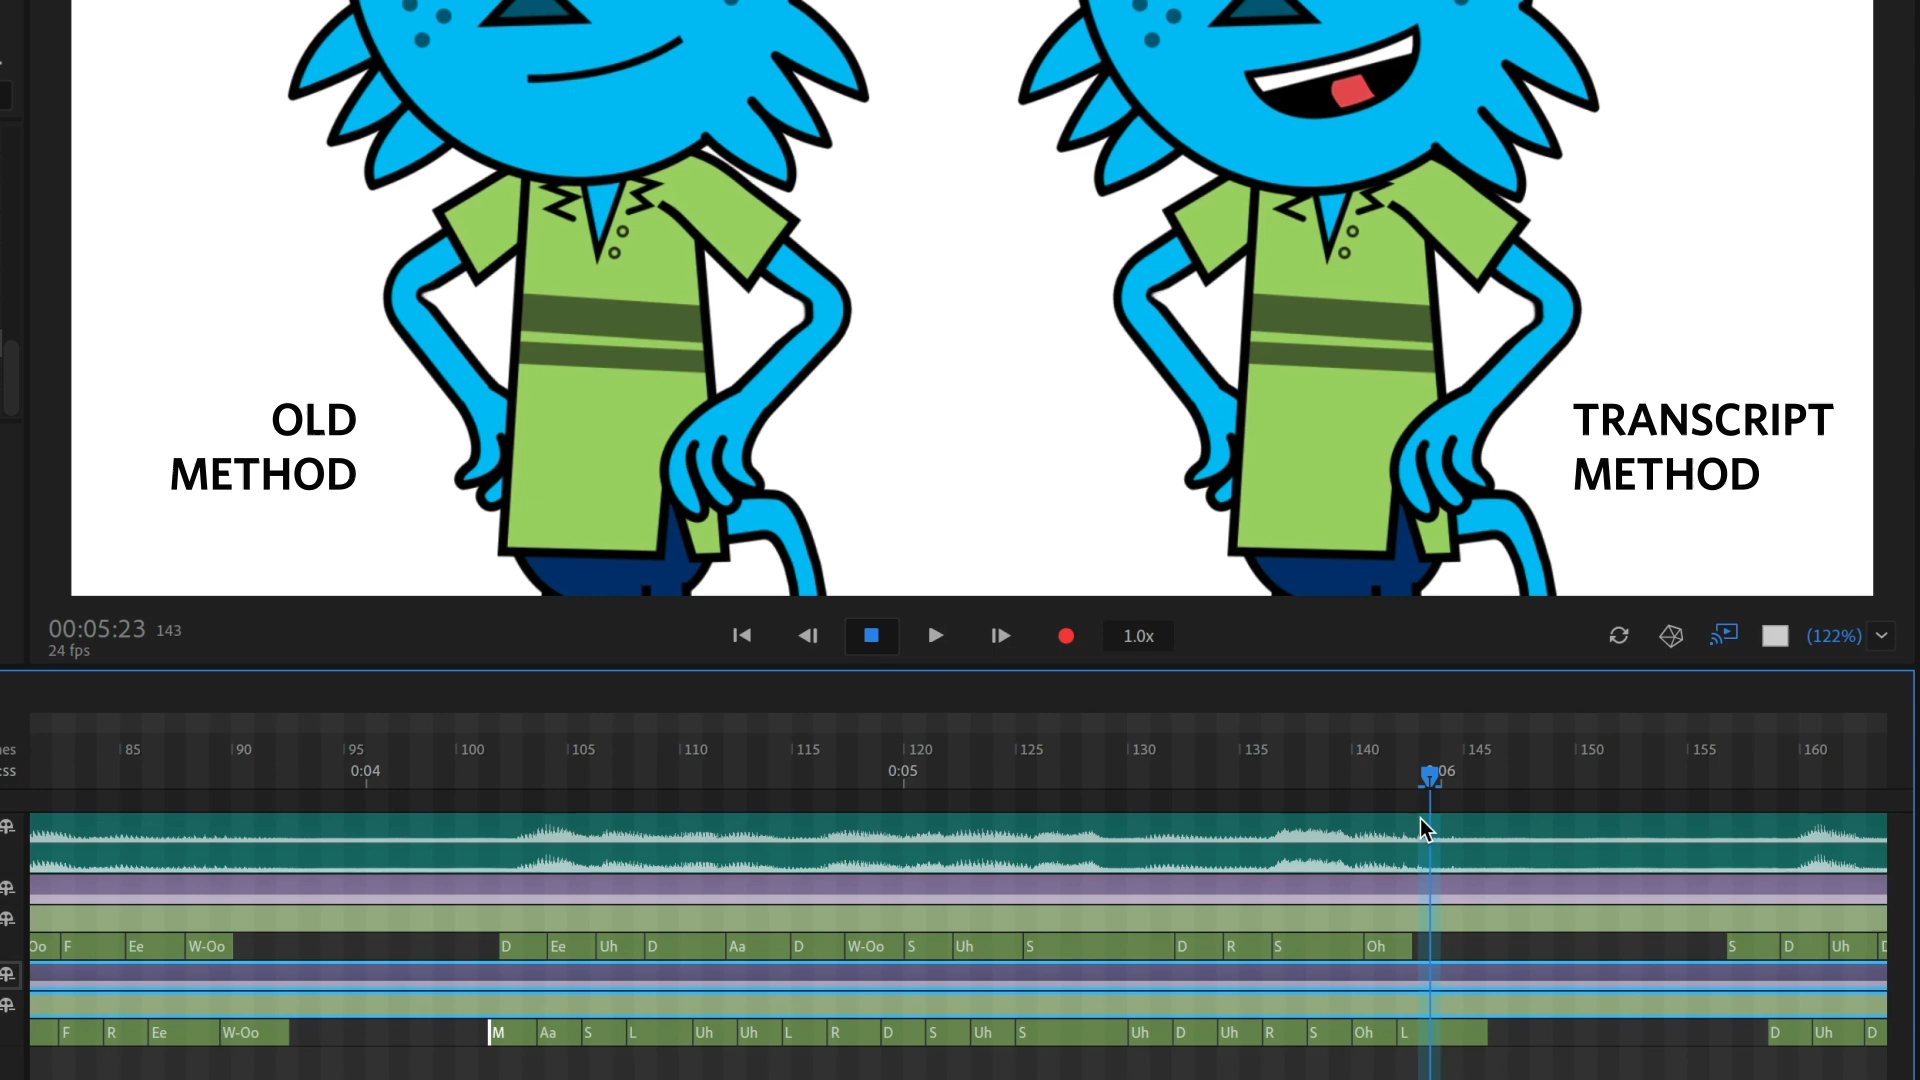 OLD
METHOD
TRANSCRIPT
METHOD
00:05:23 143
24 fps
1.0x
(122%)
85 90 95 100 105 110 115 120 125 130 135 140 145 150 155 160
0:04 0:05 06
Oo F Ee W-Oo D Ee Uh D Aa D W-Oo S Uh S D R S Oh S D Uh D
F R Ee W-Oo M Aa S L Uh Uh L R D S Uh S Uh D Uh R S Oh L D Uh D